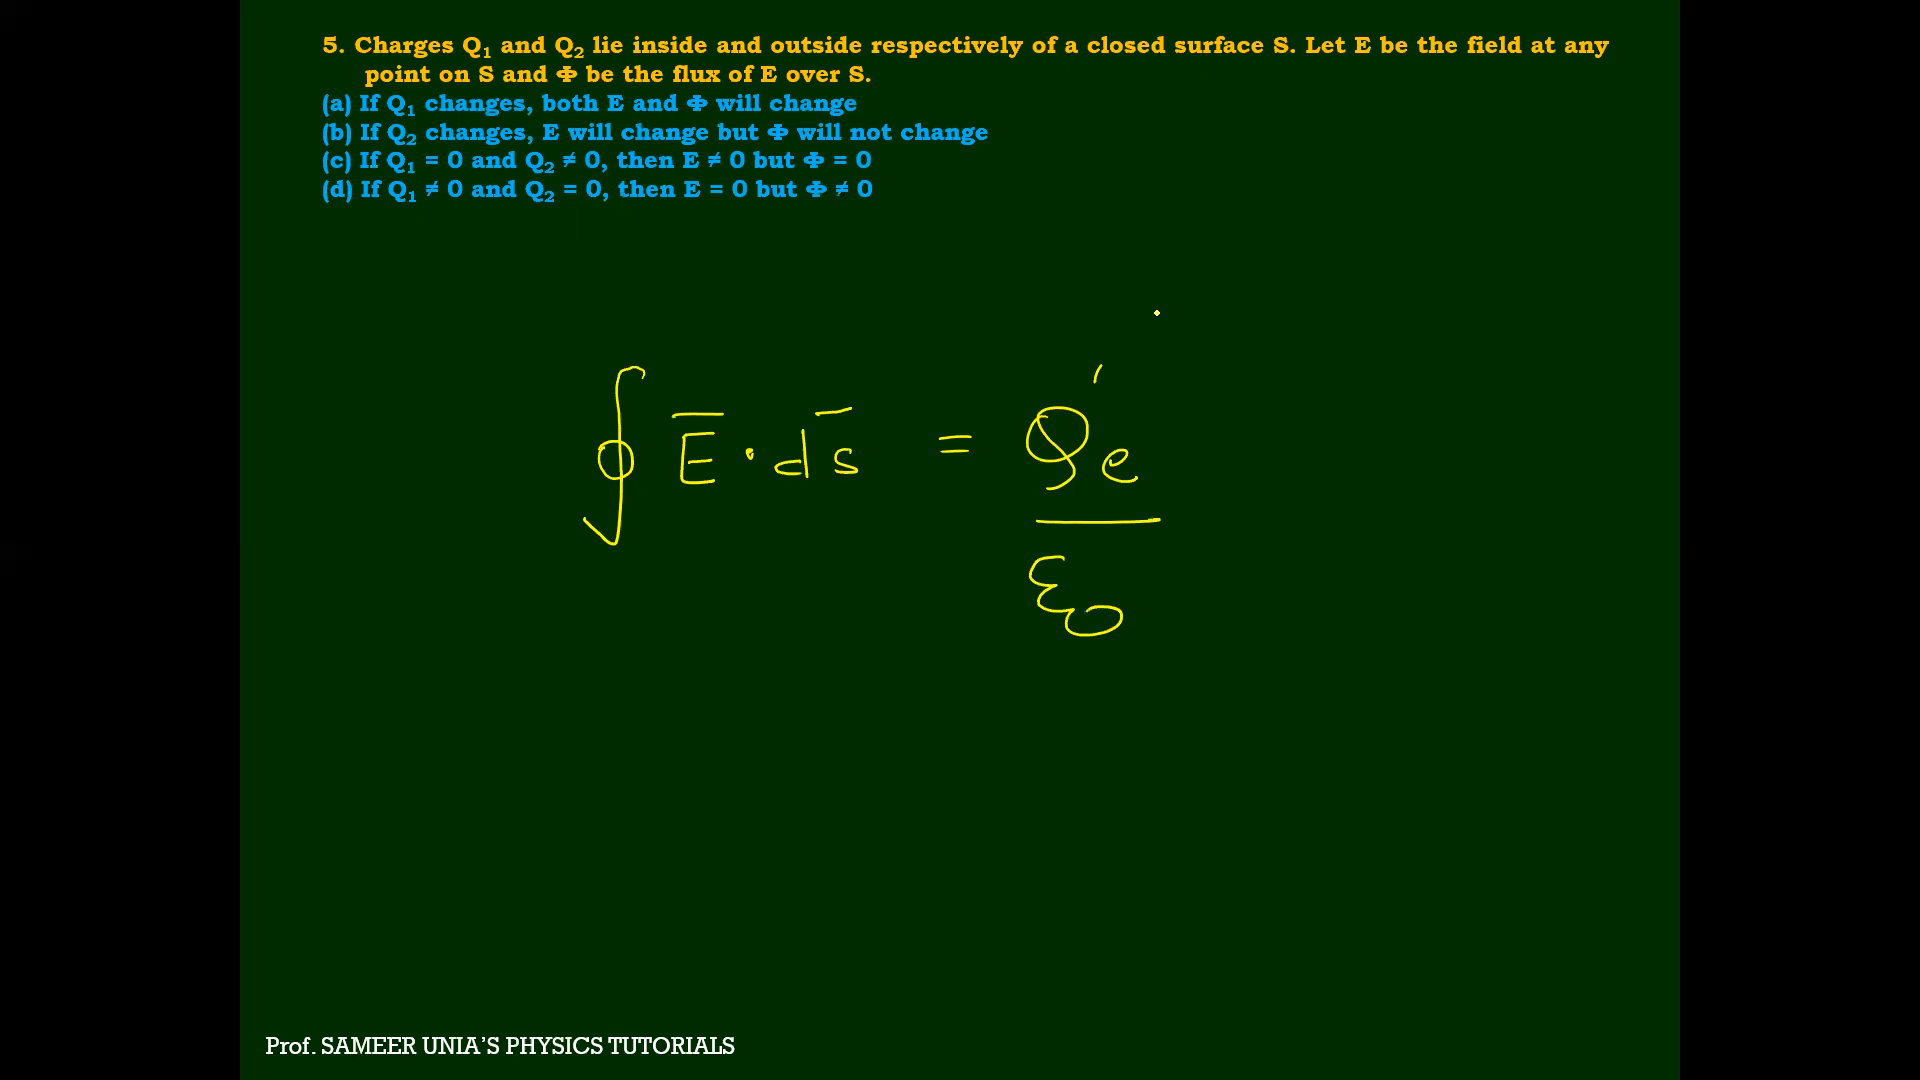 5. Charges Q₁ and Q₂ lie inside and outside respectively of a closed surface S. Let E be the field at any
point on S and Φ be the flux of E over S.
(a) If Q₁ changes, both E and Φ will change
(b) If Q₂ changes, E will change but Φ will not change
(c) If Q₁ = 0 and Q₂ ≠ 0, then E ≠ 0 but Φ = 0
(d) If Q₁ ≠ 0 and Q₂ = 0, then E = 0 but Φ ≠ 0
∮ E̅ · ds̅ = Qe / ε₀
Prof. SAMEER UNIA’S PHYSICS TUTORIALS